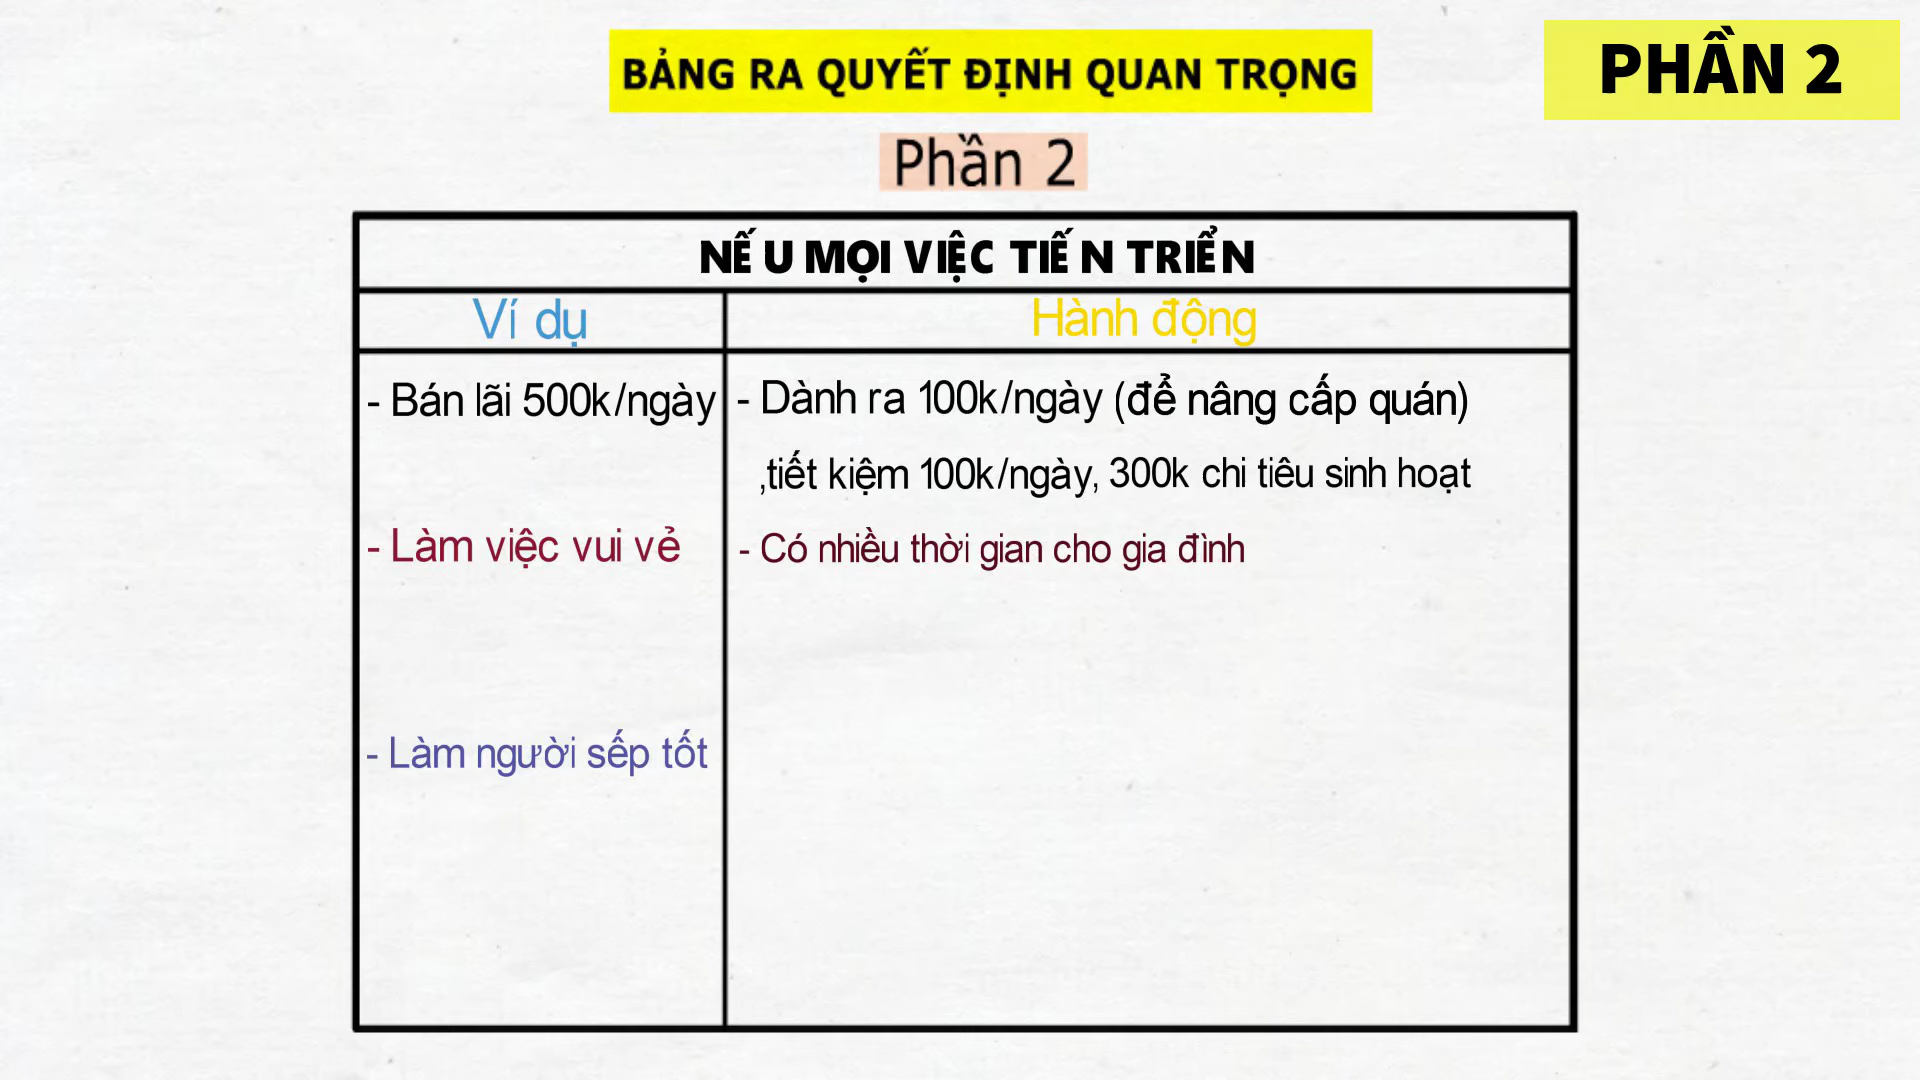 BẢNG RA QUYẾT ĐỊNH QUAN TRỌNG
PHẦN 2
Phần 2
NẾU MỌI VIỆC TIẾN TRIỂN
Ví dụ
Hành động
- Bán lãi 500k/ngày
- Dành ra 100k/ngày (để nâng cấp quán)
,tiết kiệm 100k/ngày, 300k chi tiêu sinh hoạt
- Làm việc vui vẻ
- Có nhiều thời gian cho gia đình
- Làm người sếp tốt